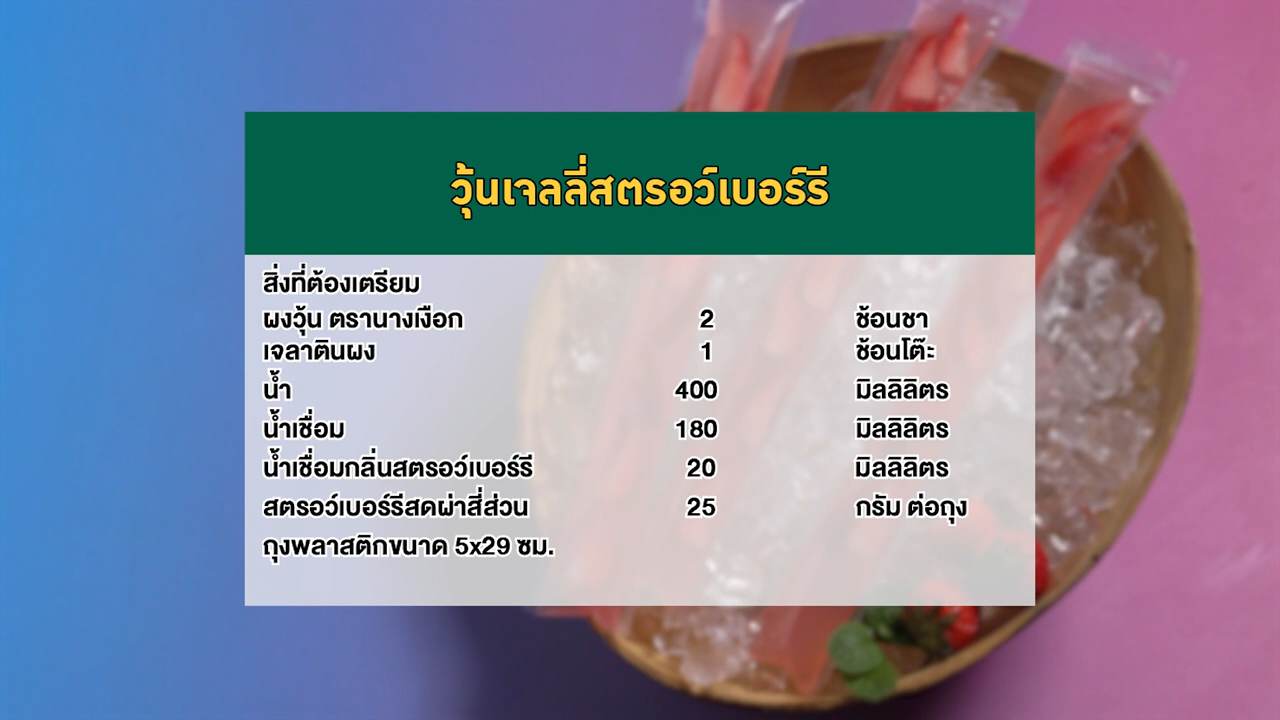 วุ้นเจลลี่สตรอว์เบอร์รี
สิ่งที่ต้องเตรียม
ผงวุ้น ตรานางเงือก 2 ช้อนชา
เจลาตินผง 1 ช้อนโต๊ะ
น้ำ 400 มิลลิลิตร
น้ำเชื่อม 180 มิลลิลิตร
น้ำเชื่อมกลิ่นสตรอว์เบอร์รี 20 มิลลิลิตร
สตรอว์เบอร์รีสดผ่าสี่ส่วน 25 กรัม ต่อถุง
ถุงพลาสติกขนาด 5x29 ซม.